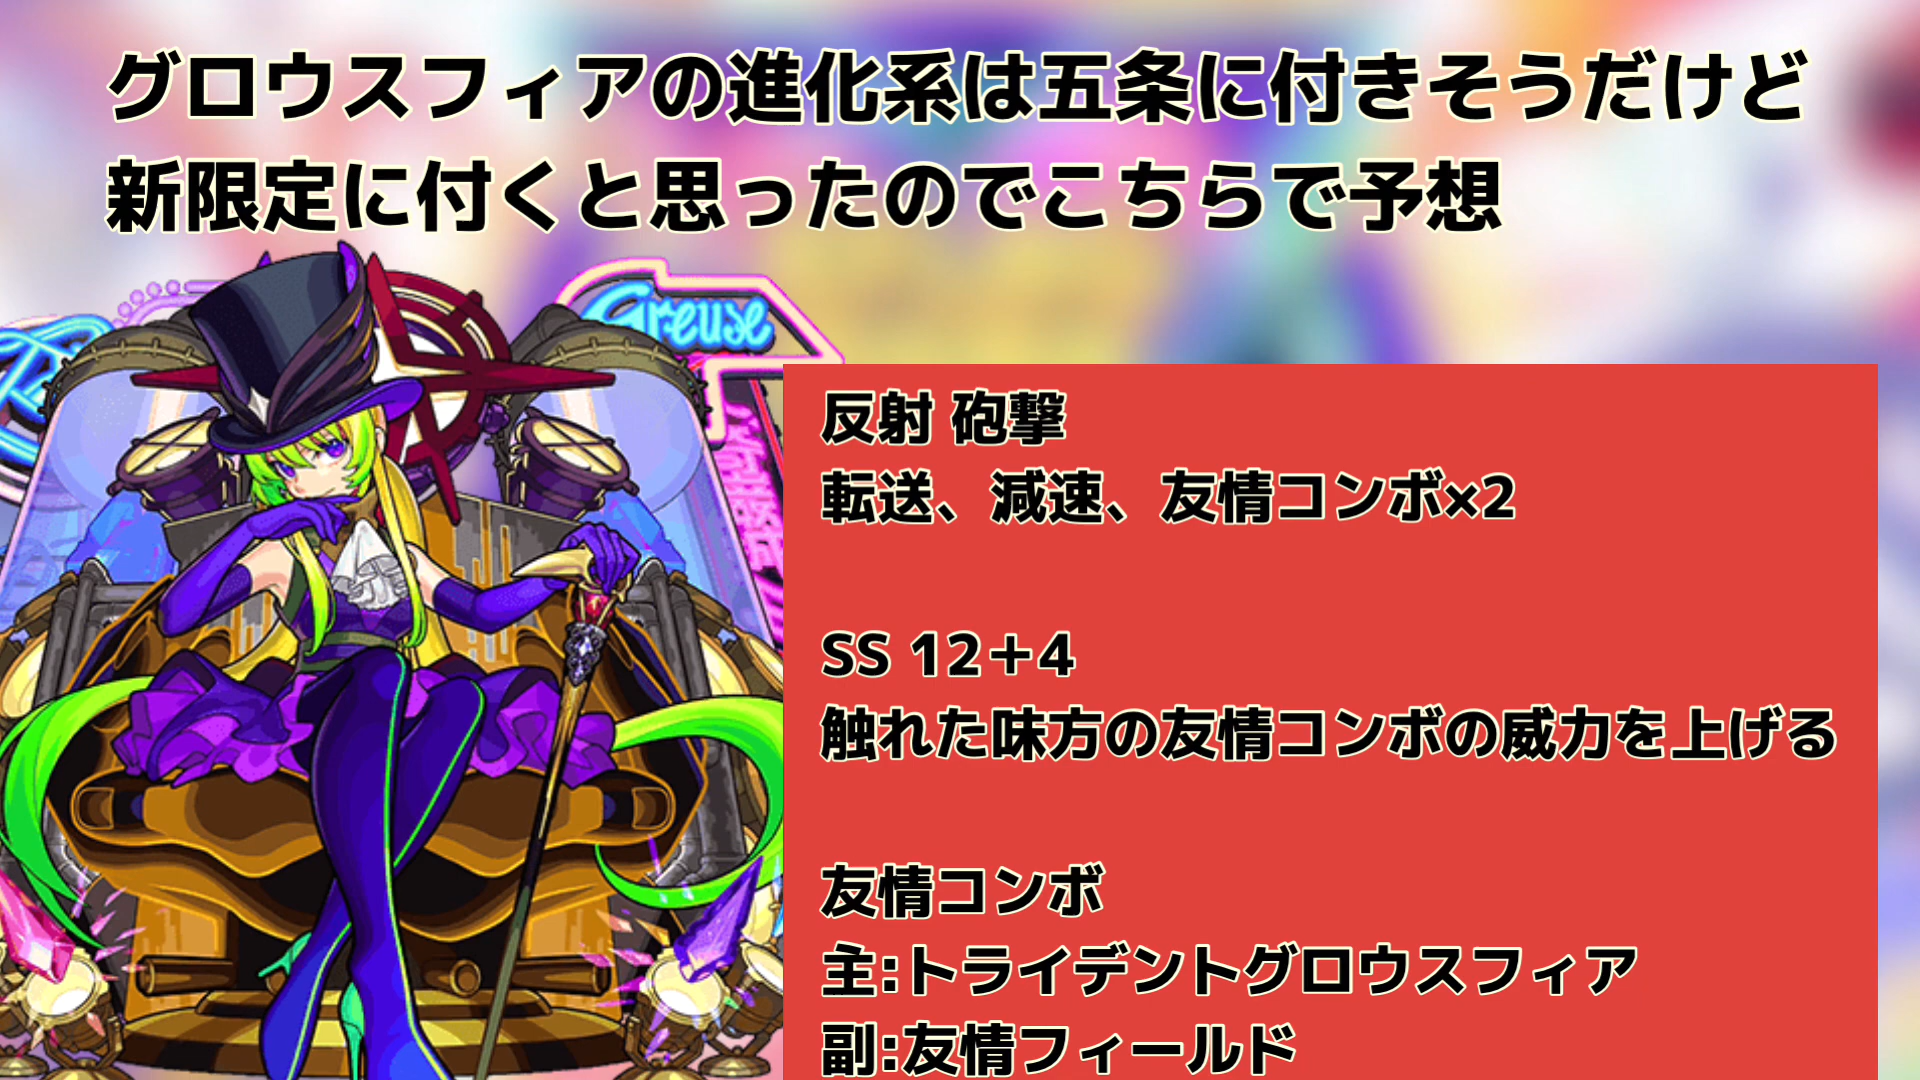 グロウスフィアの進化系は五条に付きそうだけど
新限定に付くと思ったのでこちらで予想
Greuse
反射 砲撃
転送、減速、友情コンボ×2
SS 12+4
触れた味方の友情コンボの威力を上げる
友情コンボ
主:トライデントグロウスフィア
副:友情フィールド